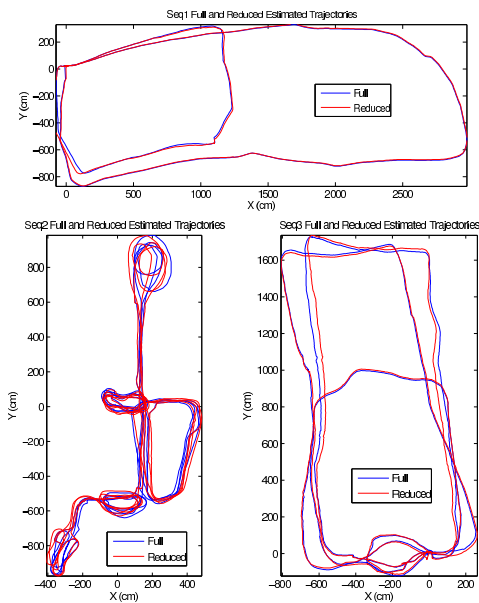 Seq1 Full and Reduced Estimated Trajectories
200
0
−200
−400
−600
−800
Y (cm)
Full
Reduced
0 500 1000 1500 2000 2500
X (cm)
Seq2 Full and Reduced Estimated Trajectories
800
600
400
200
0
−200
−400
−600
−800
Y (cm)
Full
Reduced
−400 −200 0 200 400
X (cm)
Seq3 Full and Reduced Estimated Trajectories
1600
1400
1200
1000
800
600
400
200
0
Y (cm)
Full
Reduced
−800 −600 −400 −200 0 200
X (cm)